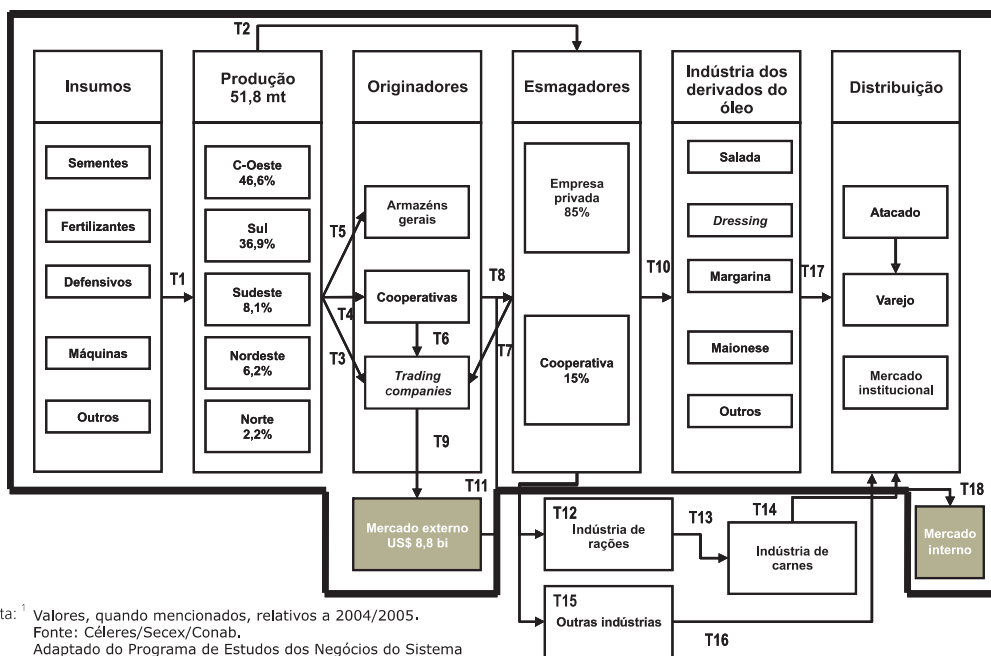 T2
Insumos
Sementes
Fertilizantes
Defensivos
Máquinas
Outros
T1
Produção
51,8 mt
C-Oeste
46,6%
Sul
36,9%
Sudeste
8,1%
Nordeste
6,2%
Norte
2,2%
T5
T4
T3
Originadores
Armazéns
gerais
Cooperativas
T6
Trading
companies
T9
T8
T7
Esmagadores
Empresa
privada
85%
Cooperativa
15%
T10
Indústria dos
derivados do
óleo
Salada
Dressing
Margarina
Maionese
Outros
T17
Distribuição
Atacado
Varejo
Mercado
institucional
T11
Mercado externo
US$ 8,8 bi
T12
Indústria de
rações
T13
T14
Indústria de
carnes
T18
Mercado
interno
T15
Outras indústrias
T16
ta: 1 Valores, quando mencionados, relativos a 2004/2005.
Fonte: Céleres/Secex/Conab.
Adaptado do Programa de Estudos dos Negócios do Sistema